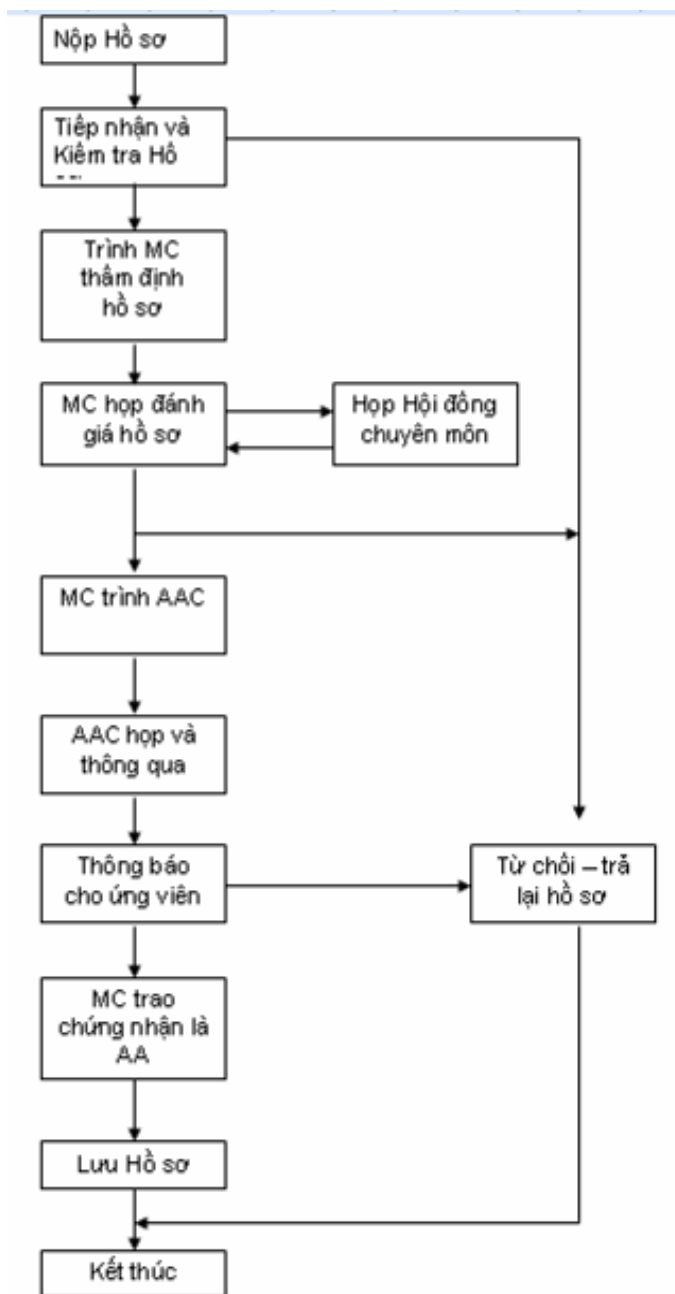 Nộp Hồ sơ
Tiếp nhận và
Kiểm tra Hồ
Trình MC
thẩm định
hồ sơ
MC họp đánh
giá hồ sơ
Họp Hội đồng
chuyên môn
MC trình AAC
AAC họp và
thông qua
Thông báo
cho ứng viên
Từ chối – trả
lại hồ sơ
MC trao
chứng nhận là
AA
Lưu Hồ sơ
Kết thúc